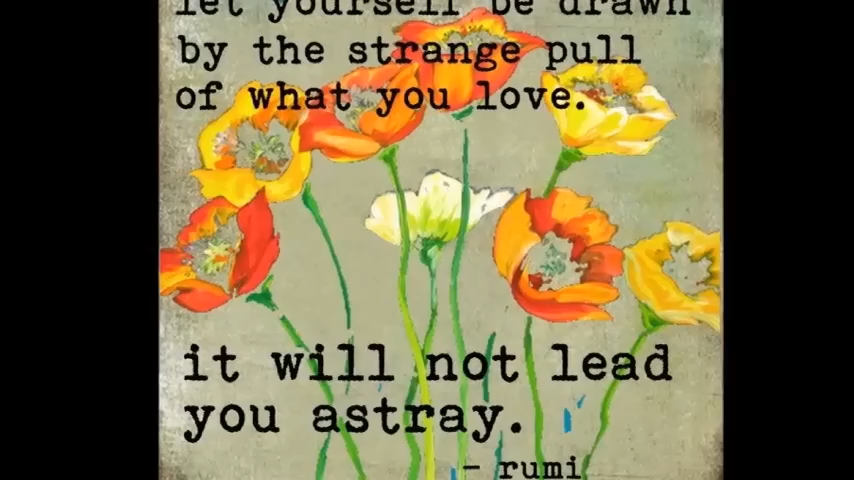 let yourself be drawn
by the strange pull
of what you love.
it will not lead
you astray.
- rumi